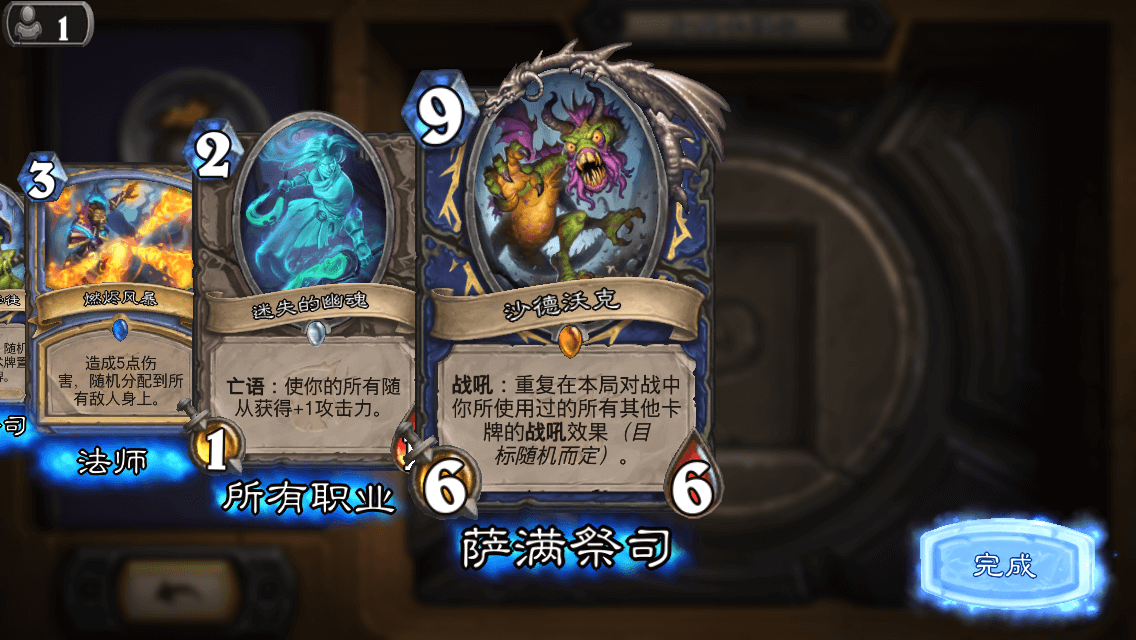 1
3
燃烬风暴
造成5点伤
害，随机分配到所
有敌人身上。
法师
2
迷失的幽魂
亡语：使你的所有随
从获得+1攻击力。
1
所有职业
9
沙德沃克
战吼：重复在本局对战中
你所使用过的所有其他卡
牌的战吼效果（目
标随机而定）。
6
6
萨满祭司
随机
司
完成